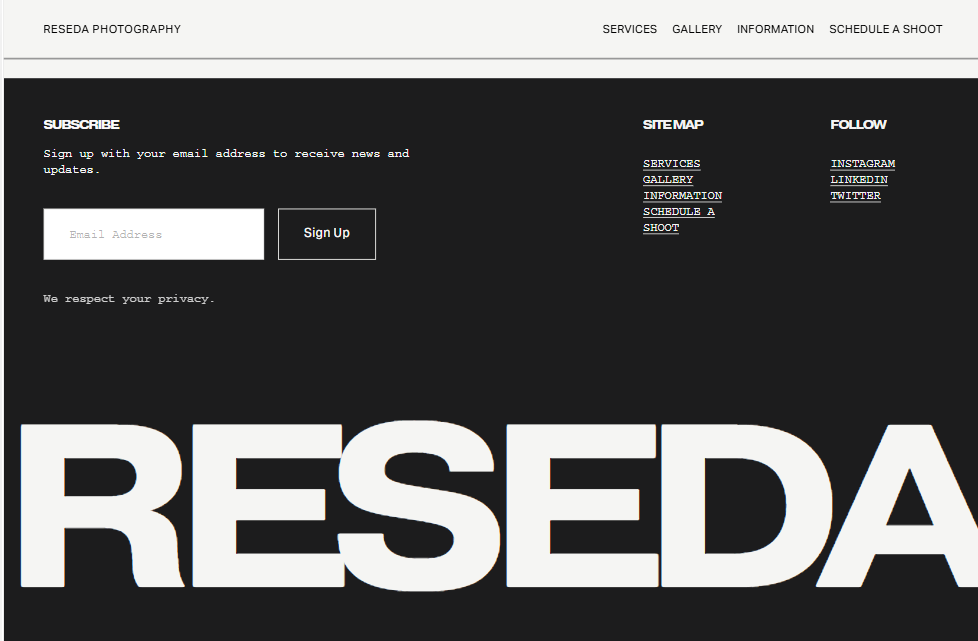 RESEDA PHOTOGRAPHY
SERVICES GALLERY INFORMATION SCHEDULE A SHOOT
SUBSCRIBE
Sign up with your email address to receive news and
updates.
Email Address
Sign Up
We respect your privacy.
SITE MAP
SERVICES
GALLERY
INFORMATION
SCHEDULE A
SHOOT
FOLLOW
INSTAGRAM
LINKEDIN
TWITTER
RESEDA